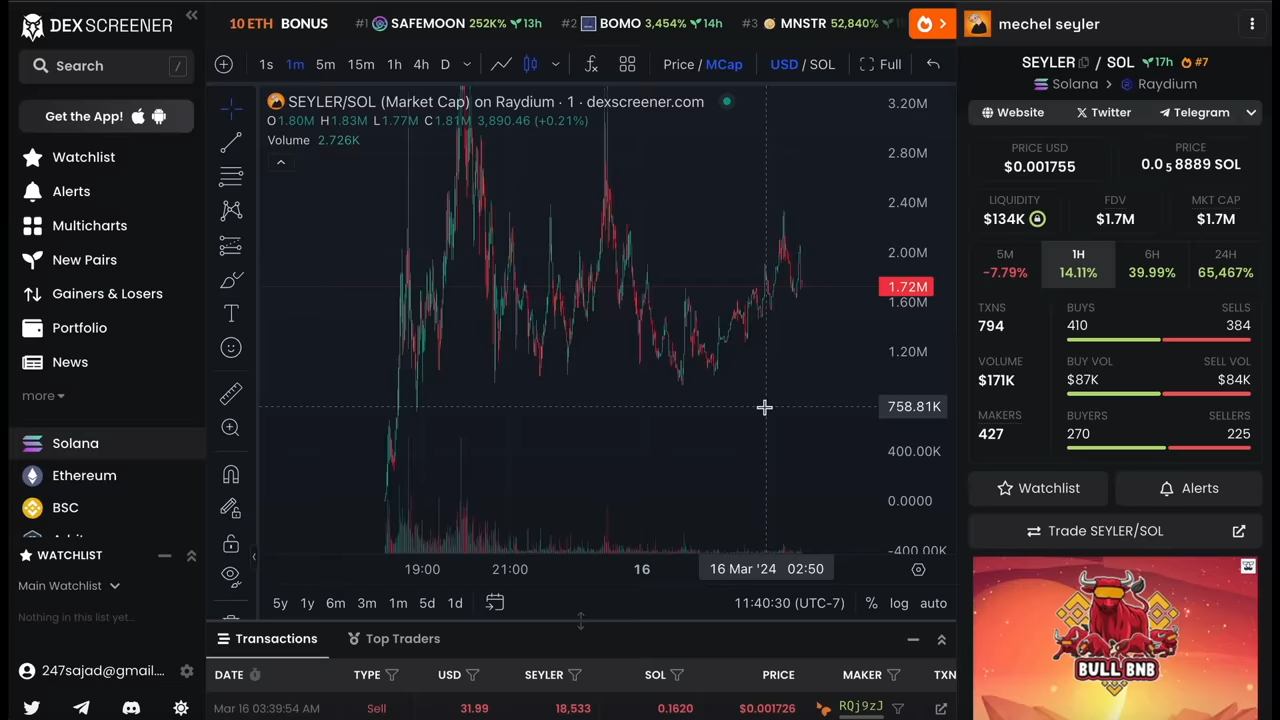 DEXSCREENER
Search /
Get the App!
Watchlist
Alerts
Multicharts
New Pairs
Gainers & Losers
Portfolio
News
more
Solana
Ethereum
BSC
WATCHLIST
Main Watchlist
Nothing in this list yet...
247sajad@gmail....
10 ETH BONUS #1 SAFEMOON 252K% 13h #2 BOMO 3,454% 14h #3 MNSTR 52,840%
1s 1m 5m 15m 1h 4h D Price / MCap USD / SOL Full
SEYLER/SOL (Market Cap) on Raydium · 1 · dexscreener.com
O1.80M H1.83M L1.77M C1.81M 3,890.46 (+0.21%)
Volume 2.726K
3.20M
2.80M
2.40M
2.00M
1.72M
1.60M
1.20M
758.81K
400.00K
0.0000
-400.00K
19:00 21:00 16 16 Mar '24 02:50
5y 1y 6m 3m 1m 5d 1d 11:40:30 (UTC-7) % log auto
Transactions Top Traders
DATE TYPE USD SEYLER SOL PRICE MAKER TXN
Mar 16 03:39:54 AM Sell 31.99 18,533 0.1620 $0.001726 RQj9zJ
mechel seyler
SEYLER / SOL 17h #7
Solana > Raydium
Website Twitter Telegram
PRICE USD PRICE
$0.001755 0.0₅8889 SOL
LIQUIDITY FDV MKT CAP
$134K $1.7M $1.7M
5M 1H 6H 24H
-7.79% 14.11% 39.99% 65,467%
TXNS BUYS SELLS
794 410 384
VOLUME BUY VOL SELL VOL
$171K $87K $84K
MAKERS BUYERS SELLERS
427 270 225
Watchlist Alerts
Trade SEYLER/SOL
BULL BNB